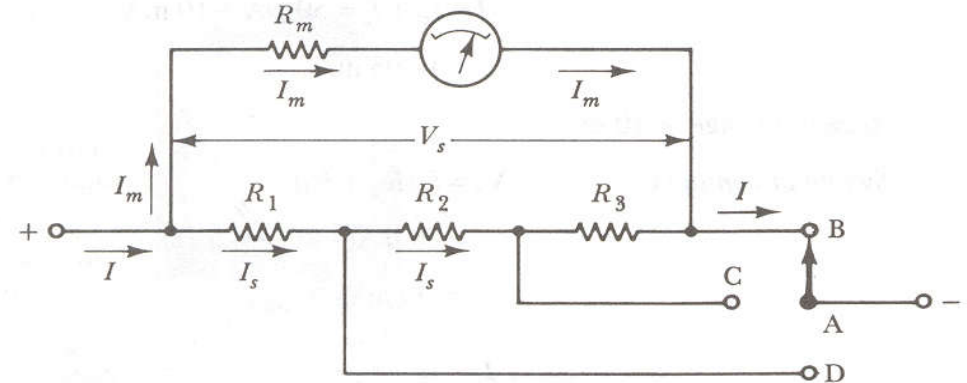 R_m
I_m I_m
V_s
I_m
R_1 R_2 R_3 I
+ B
I I_s I_s
C
−
A
D